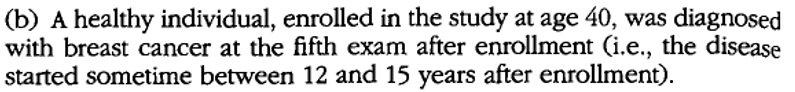 (b) A healthy individual, enrolled in the study at age 40, was diagnosed
with breast cancer at the fifth exam after enrollment (i.e., the disease
started sometime between 12 and 15 years after enrollment).